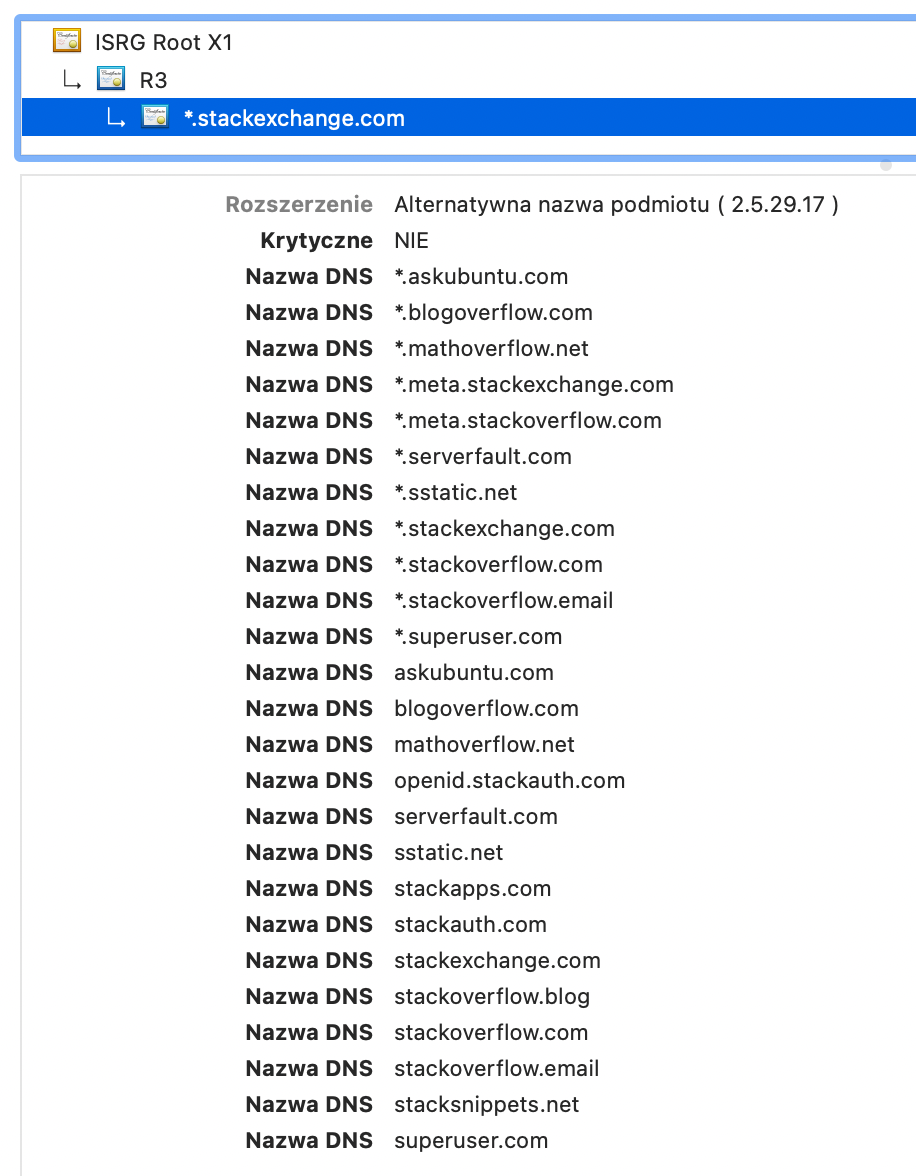 ISRG Root X1
R3
*.stackexchange.com
Rozszerzenie Alternatywna nazwa podmiotu ( 2.5.29.17 )
Krytyczne NIE
Nazwa DNS *.askubuntu.com
Nazwa DNS *.blogoverflow.com
Nazwa DNS *.mathoverflow.net
Nazwa DNS *.meta.stackexchange.com
Nazwa DNS *.meta.stackoverflow.com
Nazwa DNS *.serverfault.com
Nazwa DNS *.sstatic.net
Nazwa DNS *.stackexchange.com
Nazwa DNS *.stackoverflow.com
Nazwa DNS *.stackoverflow.email
Nazwa DNS *.superuser.com
Nazwa DNS askubuntu.com
Nazwa DNS blogoverflow.com
Nazwa DNS mathoverflow.net
Nazwa DNS openid.stackauth.com
Nazwa DNS serverfault.com
Nazwa DNS sstatic.net
Nazwa DNS stackapps.com
Nazwa DNS stackauth.com
Nazwa DNS stackexchange.com
Nazwa DNS stackoverflow.blog
Nazwa DNS stackoverflow.com
Nazwa DNS stackoverflow.email
Nazwa DNS stacksnippets.net
Nazwa DNS superuser.com